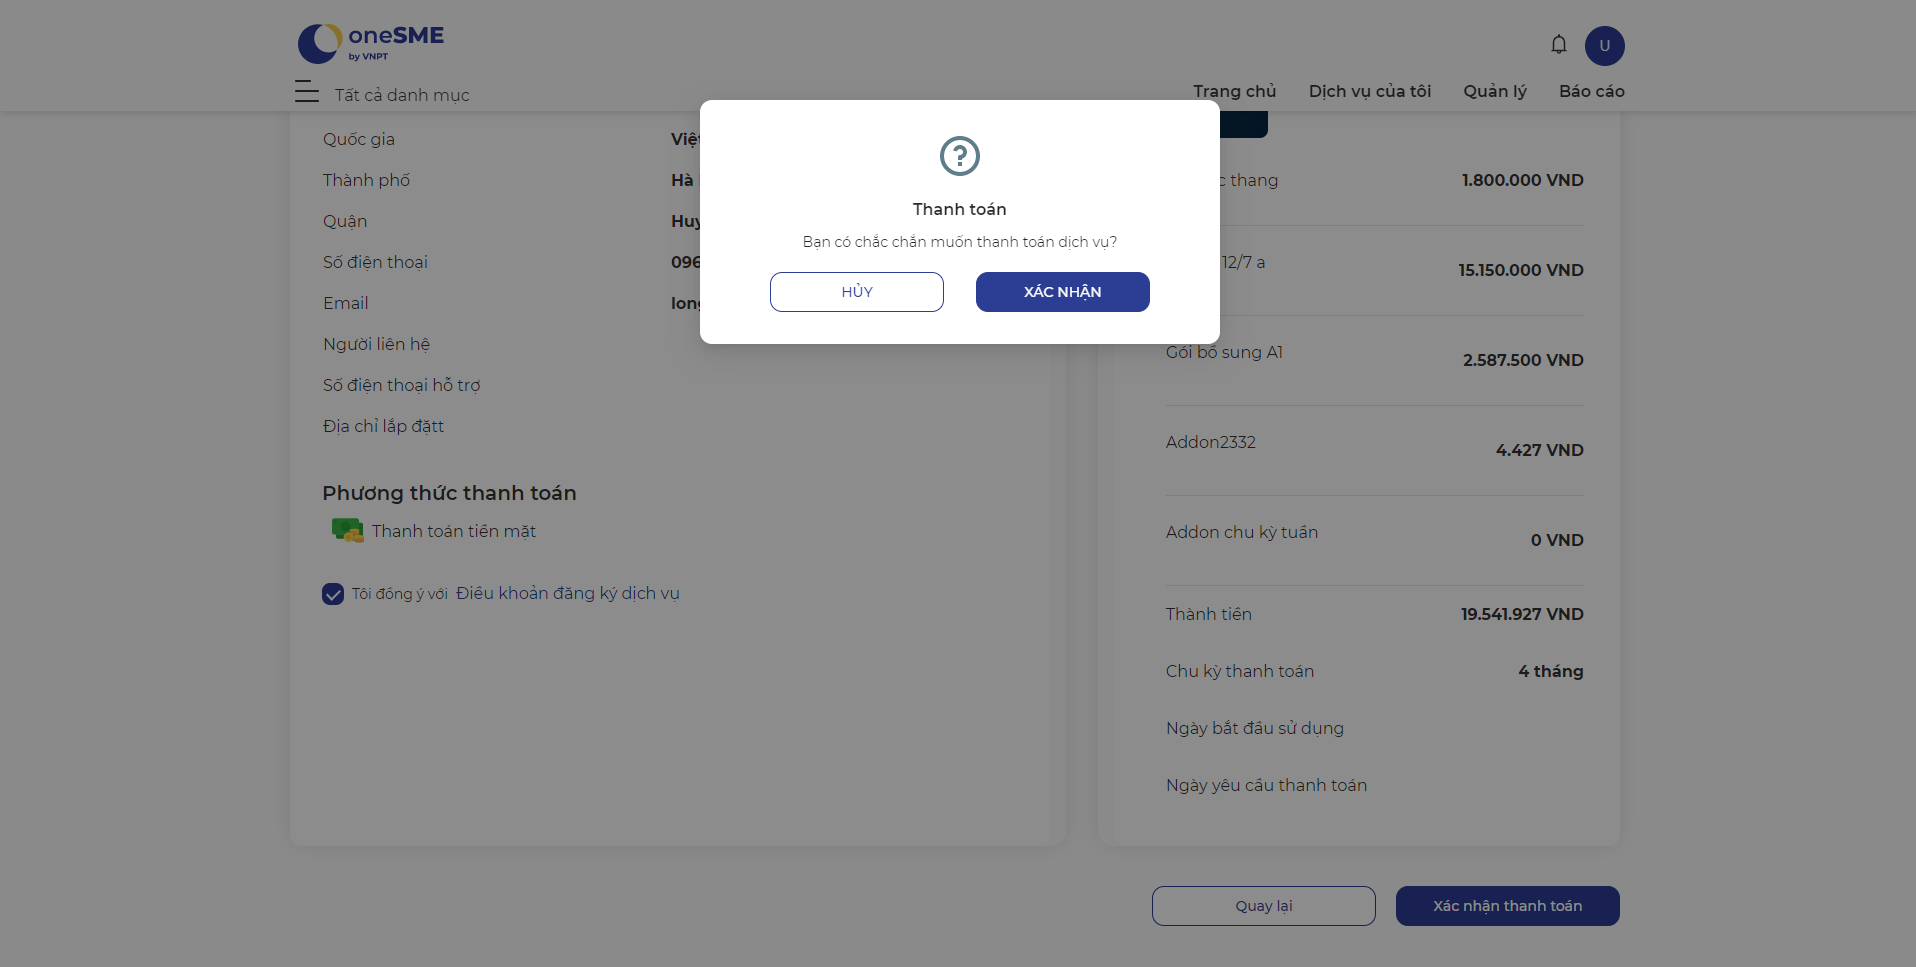 oneSME
by VNPT
U
Tất cả danh mục
Trang chủ
Dịch vụ của tôi
Quản lý
Báo cáo
?
Thanh toán
Bạn có chắc chắn muốn thanh toán dịch vụ?
HỦY
XÁC NHẬN
Quốc gia
Thành phố
Hà
Quận
Số điện thoại
096
Email
Người liên hệ
Số điện thoại hỗ trợ
Địa chỉ lắp đặtt
Phương thức thanh toán
Thanh toán tiền mặt
Tôi đồng ý với Điều khoản đăng ký dịch vụ
thang
1.800.000 VND
12/7 a
15.150.000 VND
Gói bổ sung A1
2.587.500 VND
Addon2332
4.427 VND
Addon chu kỳ tuần
0 VND
Thành tiền
19.541.927 VND
Chu kỳ thanh toán
4 tháng
Ngày bắt đầu sử dụng
Ngày yêu cầu thanh toán
Quay lại
Xác nhận thanh toán